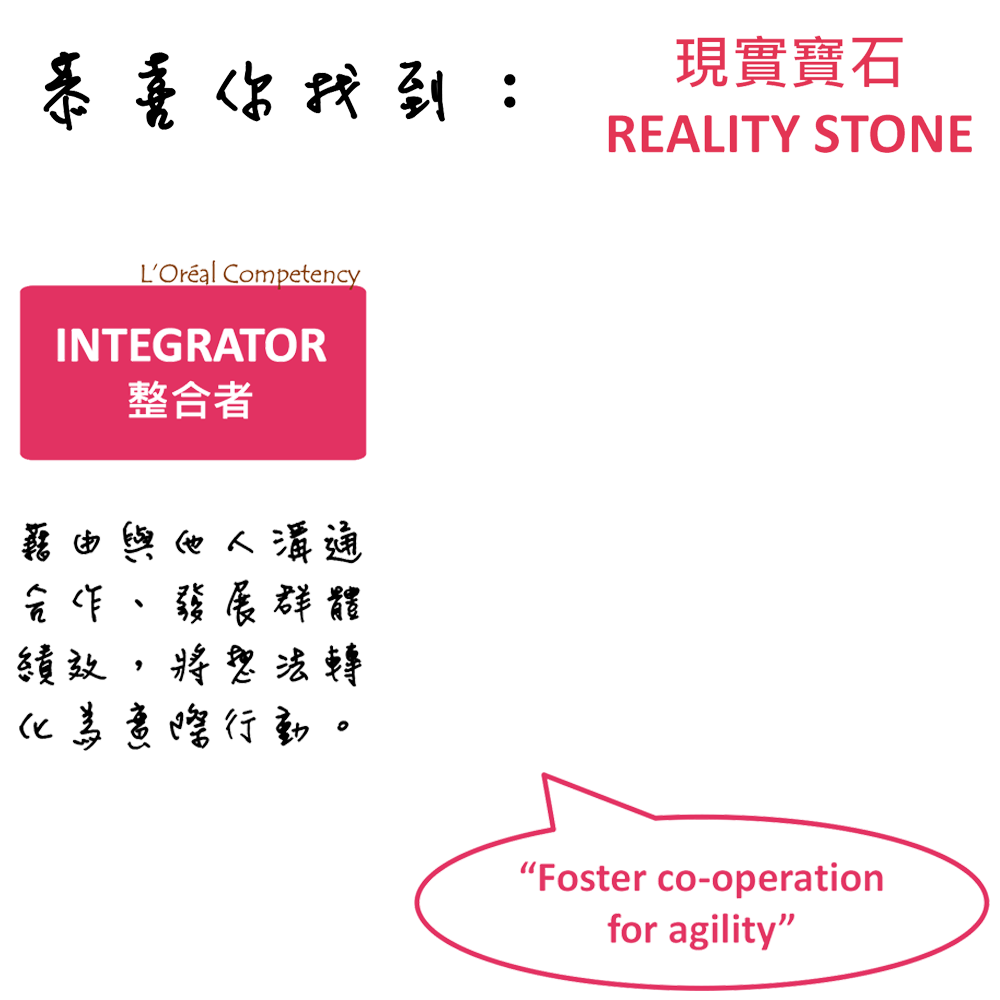 恭喜你找到：
現實寶石
REALITY STONE
L'Oréal Competency
INTEGRATOR
整合者
藉由與他人溝通
合作、發展群體
績效，將想法轉
化為實際行動。
“Foster co-operation
for agility”